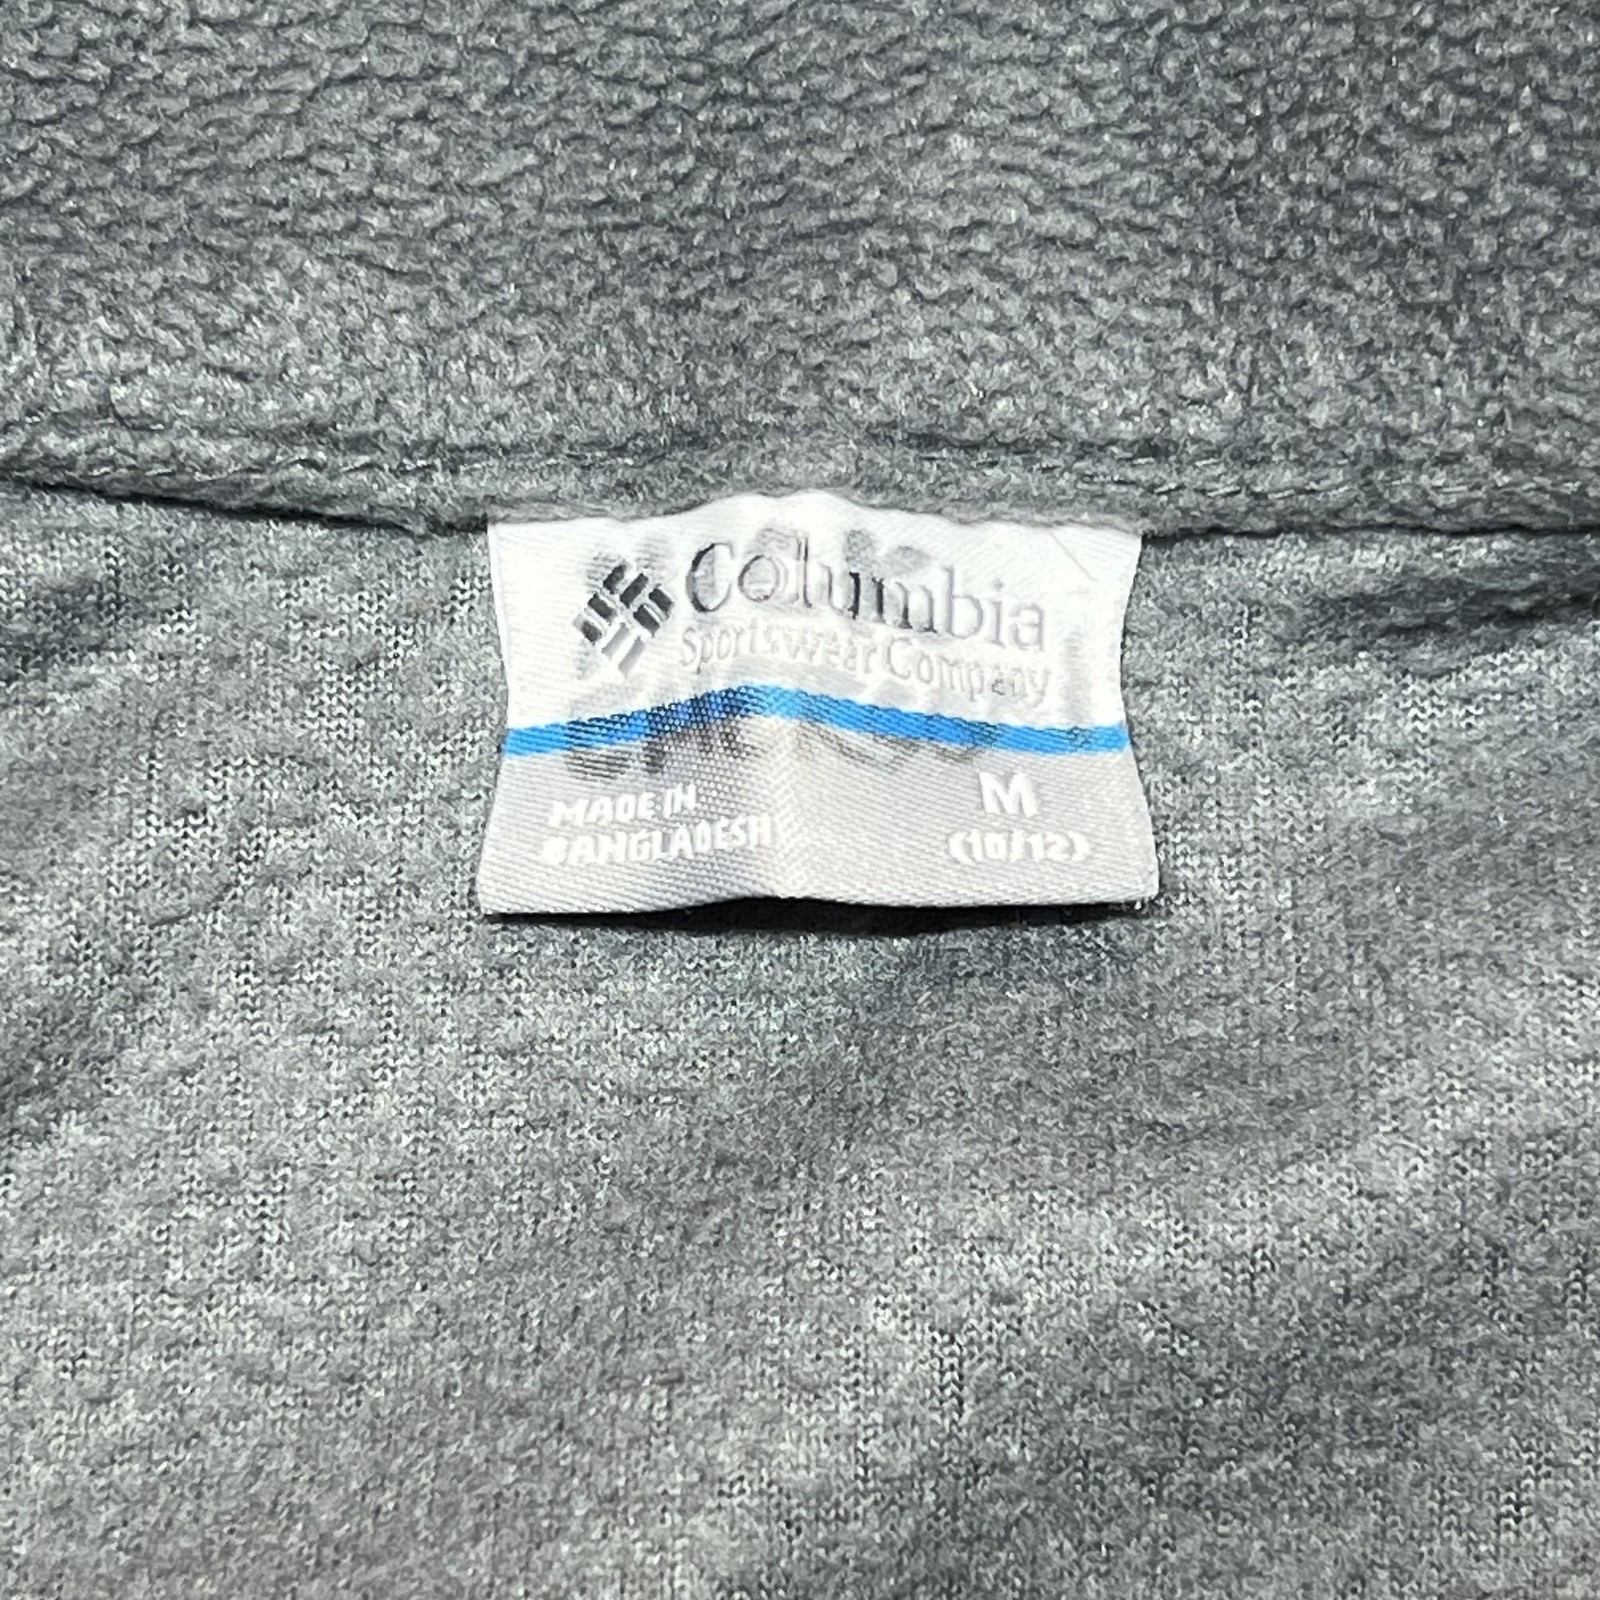 Columbia
Sportswear Company
MADE IN
BANGLADESH
M
(10/12)